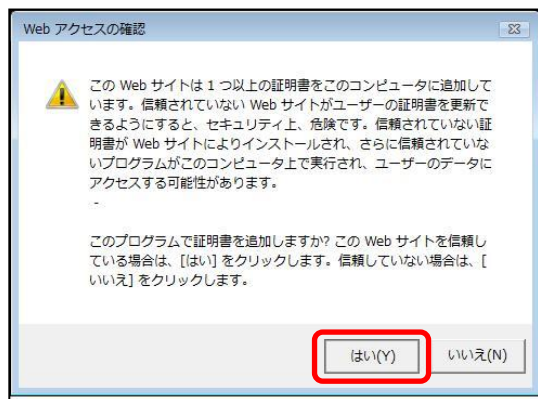 Web アクセスの確認
この Web サイトは 1 つ以上の証明書をこのコンピュータに追加して
います。信頼されていない Web サイトがユーザーの証明書を更新で
きるようにすると、セキュリティ上、危険です。信頼されていない証
明書が Web サイトによりインストールされ、さらに信頼されていな
いプログラムがこのコンピュータ上で実行され、ユーザーのデータに
アクセスする可能性があります。
-
このプログラムで証明書を追加しますか? この Web サイトを信頼し
ている場合は、[はい] をクリックします。信頼していない場合は、[
いいえ] をクリックします。
はい(Y) いいえ(N)